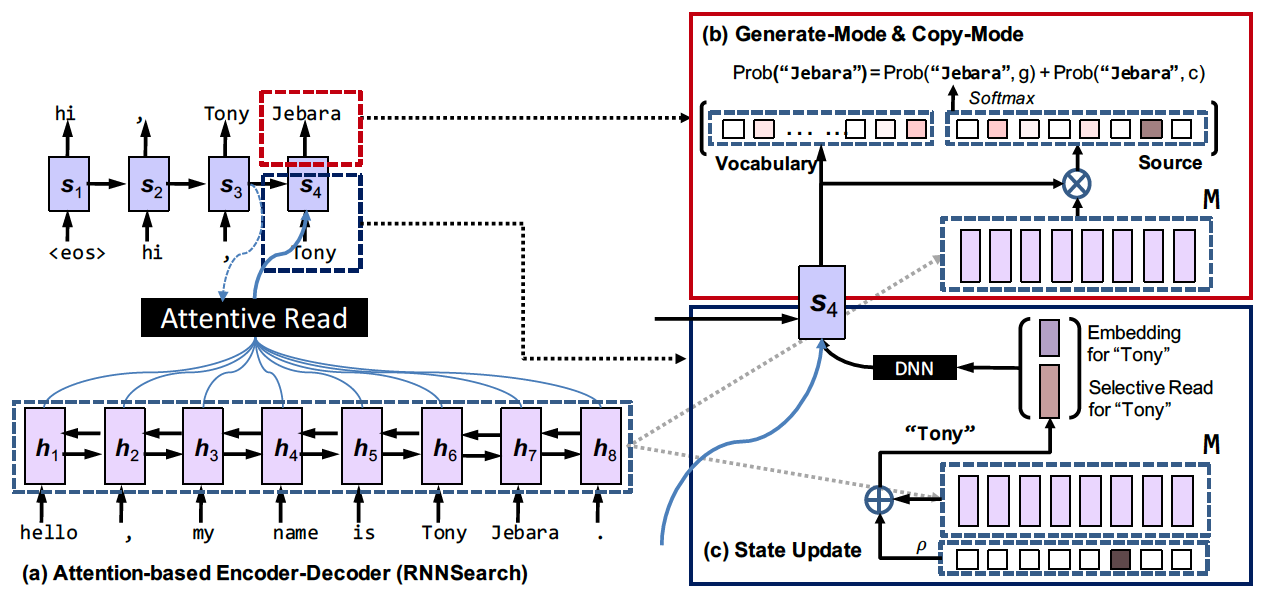 hi
,
Tony
Jebara
s1
s2
s3
s4
<eos>
hi
,
Tony
Attentive Read
h1
h2
h3
h4
h5
h6
h7
h8
hello
,
my
name
is
Tony
Jebara
.
(a) Attention-based Encoder-Decoder (RNNSearch)
(b) Generate-Mode & Copy-Mode
Prob(“Jebara”) = Prob(“Jebara”, g) + Prob(“Jebara”, c)
Softmax
... ...
Vocabulary
Source
M
s4
DNN
Embedding
for “Tony”
Selective Read
for “Tony”
“Tony”
M
ρ
(c) State Update